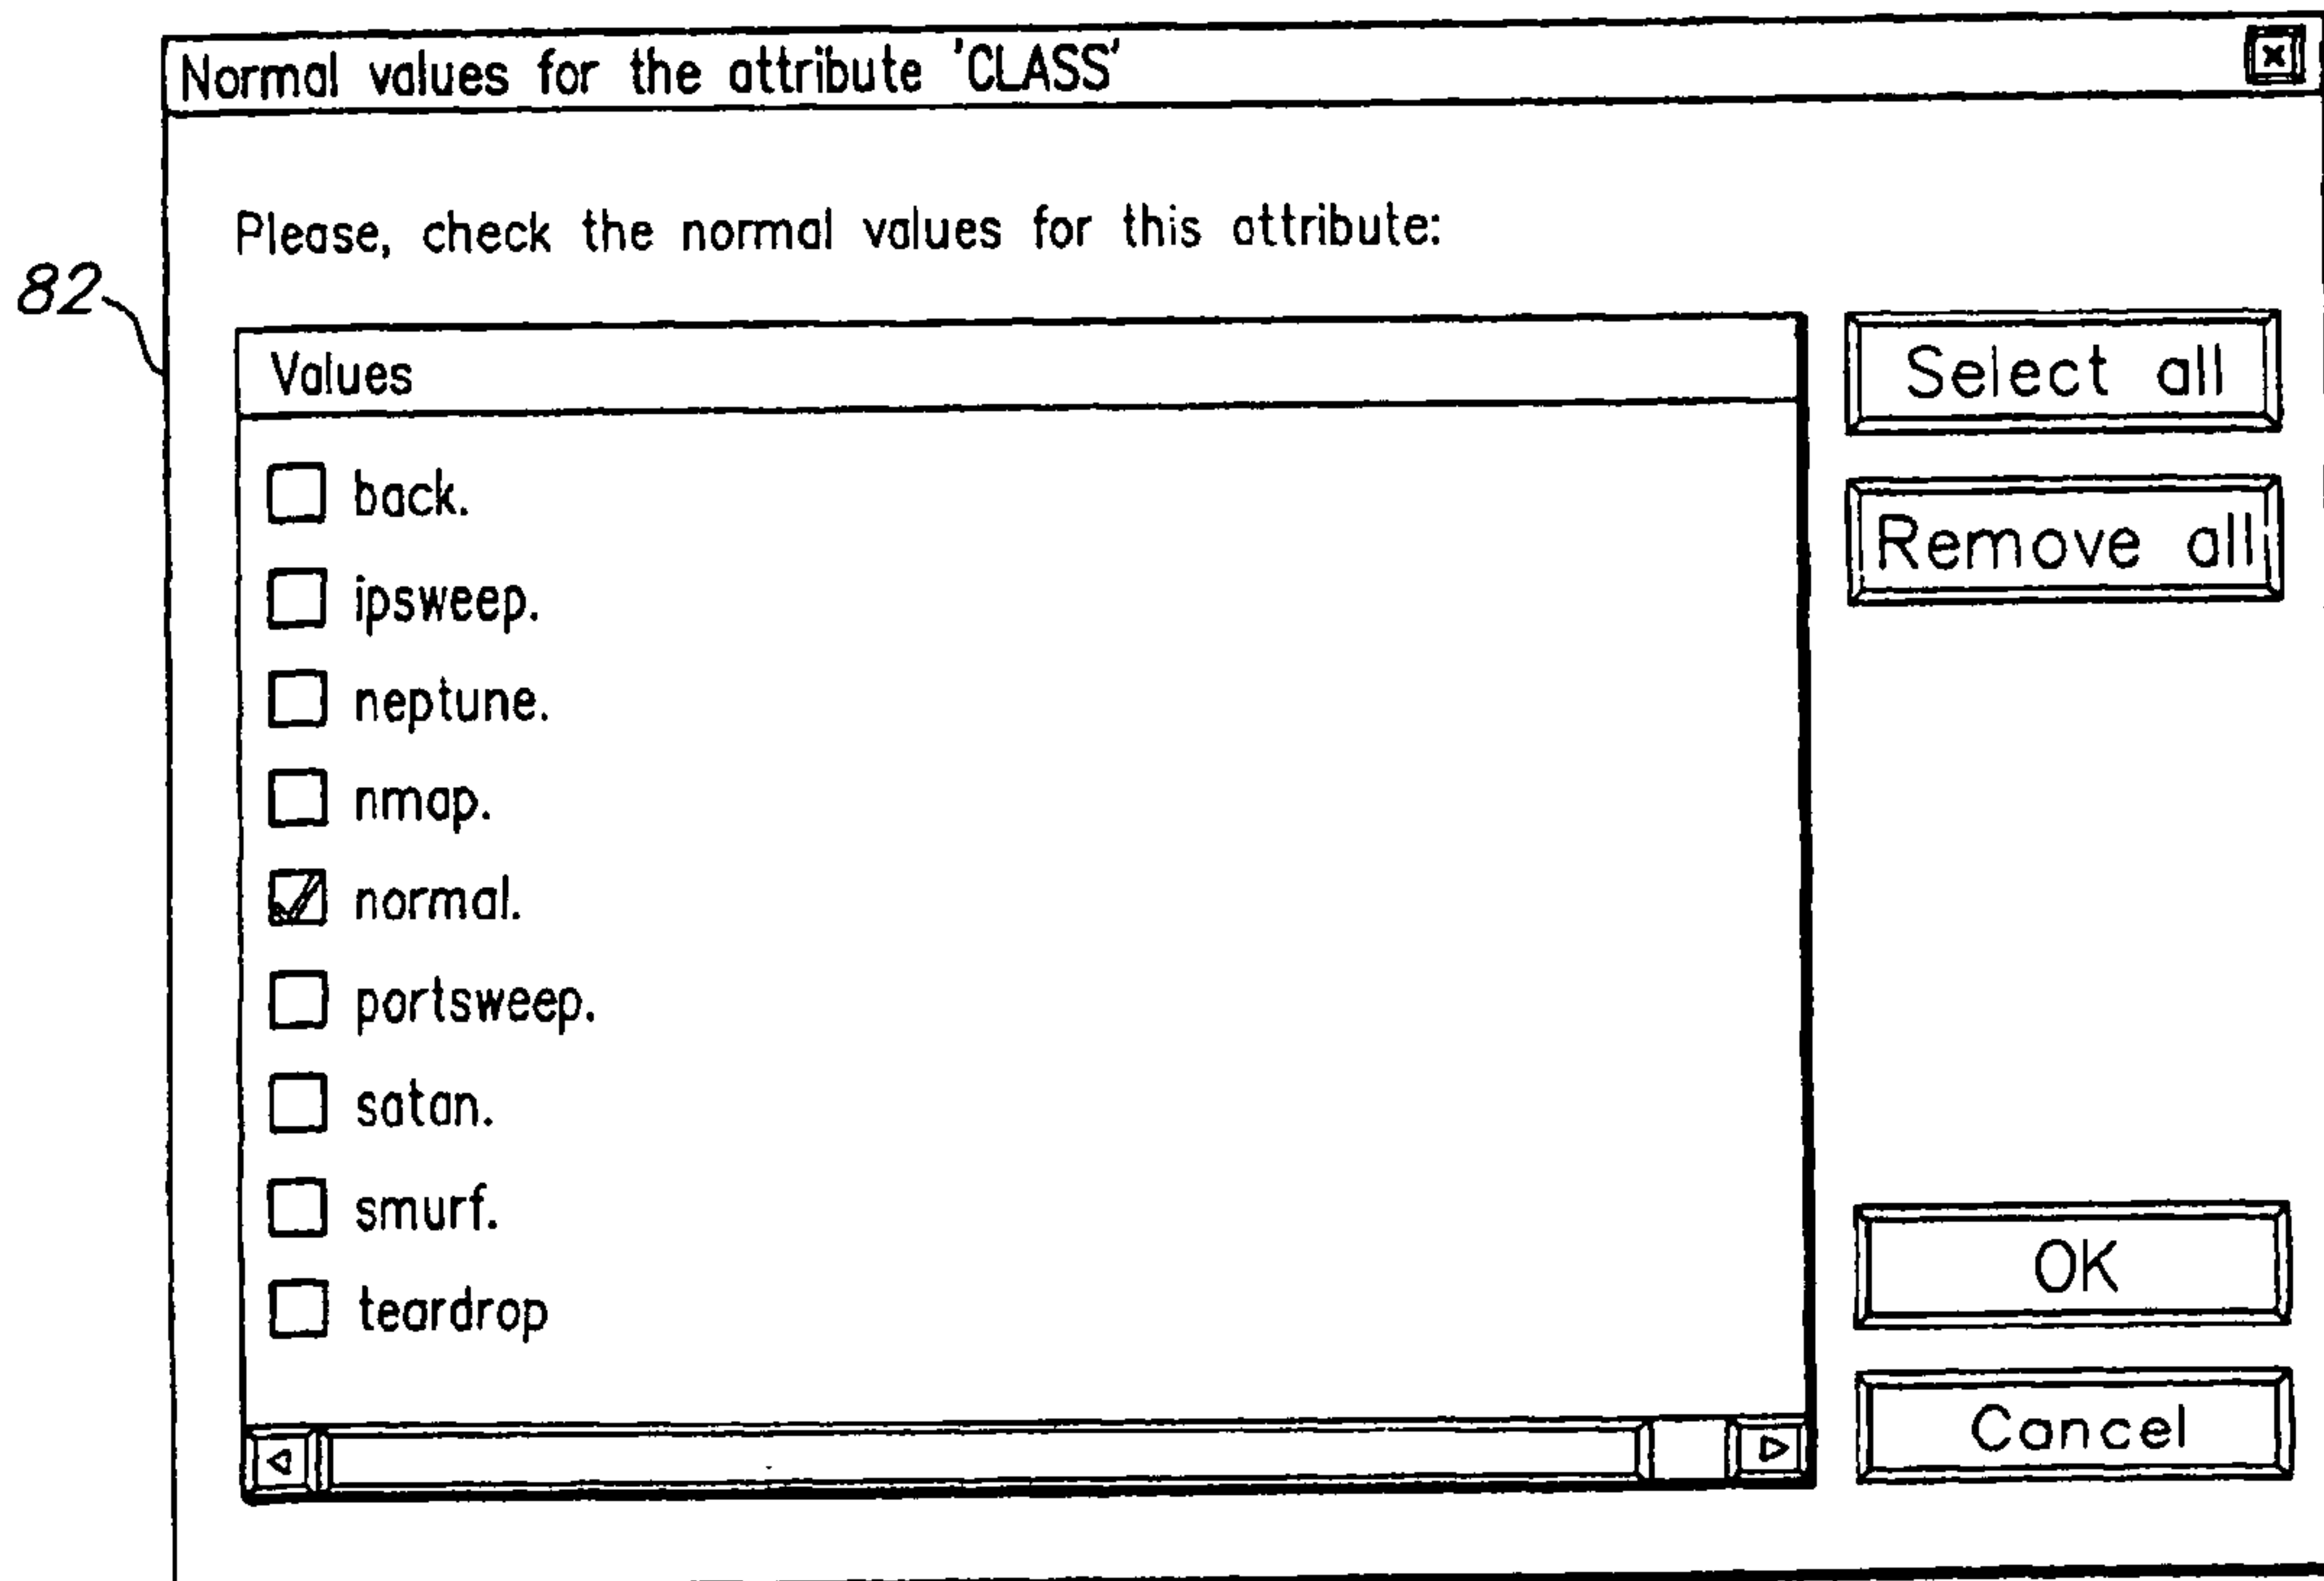 Normal values for the attribute 'CLASS'
x
Please, check the normal values for this attribute:
82
Values
Select all
back.
Remove all
ipsweep.
neptune.
nmap.
normal.
portsweep.
satan.
smurf.
OK
teardrop
Cancel